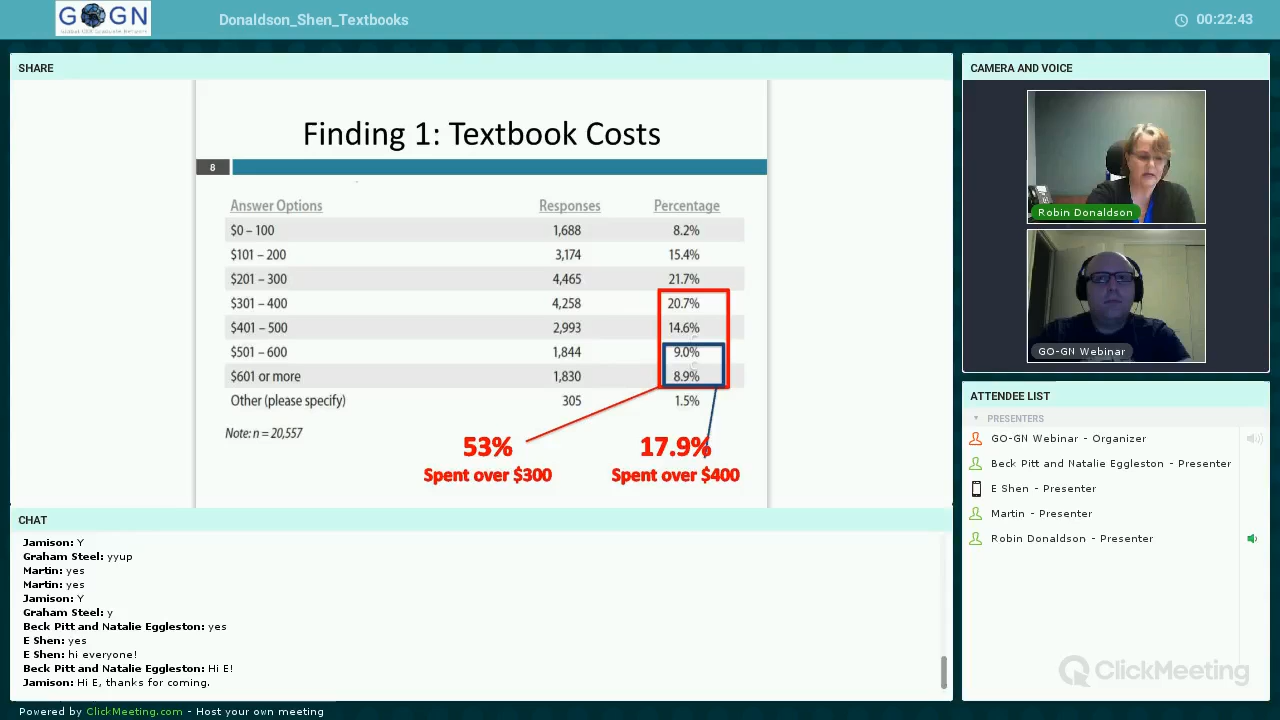 GO GN
Donaldson_Shen_Textbooks
00:22:43
SHARE
Finding 1: Textbook Costs
8
Answer Options Responses Percentage
$0 – 100 1,688 8.2%
$101 – 200 3,174 15.4%
$201 – 300 4,465 21.7%
$301 – 400 4,258 20.7%
$401 – 500 2,993 14.6%
$501 – 600 1,844 9.0%
$601 or more 1,830 8.9%
Other (please specify) 305 1.5%
Note: n = 20,557
53% 17.9%
Spent over $300 Spent over $400
CAMERA AND VOICE
Robin Donaldson
GO-GN Webinar
ATTENDEE LIST
PRESENTERS
GO-GN Webinar - Organizer
Beck Pitt and Natalie Eggleston - Presenter
E Shen - Presenter
Martin - Presenter
Robin Donaldson - Presenter
ClickMeeting
CHAT
Jamison: Y
Graham Steel: yyup
Martin: yes
Martin: yes
Jamison: Y
Graham Steel: y
Beck Pitt and Natalie Eggleston: yes
E Shen: yes
E Shen: hi everyone!
Beck Pitt and Natalie Eggleston: Hi E!
Jamison: Hi E, thanks for coming.
Powered by ClickMeeting.com - Host your own meeting